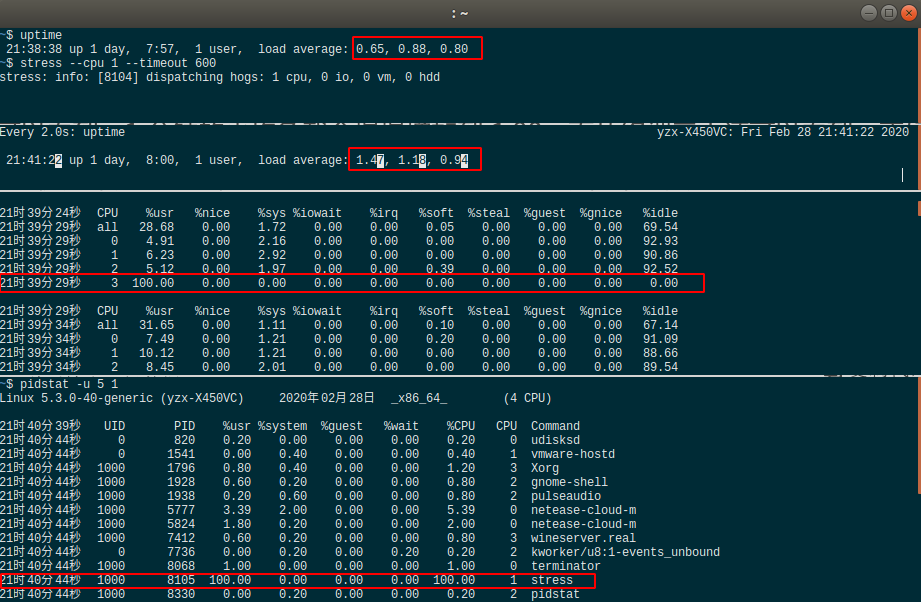 : ~
~$ uptime
21:38:38 up 1 day,  7:57,  1 user,  load average: 0.65, 0.88, 0.80
~$ stress --cpu 1 --timeout 600
stress: info: [8104] dispatching hogs: 1 cpu, 0 io, 0 vm, 0 hdd
Every 2.0s: uptime yzx-X450VC: Fri Feb 28 21:41:22 2020
21:41:22 up 1 day,  8:00,  1 user,  load average: 1.47, 1.18, 0.94
21时39分24秒 CPU %usr %nice %sys %iowait %irq %soft %steal %guest %gnice %idle
21时39分29秒 all 28.68 0.00 1.72 0.00 0.00 0.05 0.00 0.00 0.00 69.54
21时39分29秒 0 4.91 0.00 2.16 0.00 0.00 0.00 0.00 0.00 0.00 92.93
21时39分29秒 1 6.23 0.00 2.92 0.00 0.00 0.00 0.00 0.00 0.00 90.86
21时39分29秒 2 5.12 0.00 1.97 0.00 0.00 0.39 0.00 0.00 0.00 92.52
21时39分29秒 3 100.00 0.00 0.00 0.00 0.00 0.00 0.00 0.00 0.00 0.00
21时39分29秒 CPU %usr %nice %sys %iowait %irq %soft %steal %guest %gnice %idle
21时39分34秒 all 31.65 0.00 1.11 0.00 0.00 0.10 0.00 0.00 0.00 67.14
21时39分34秒 0 7.49 0.00 1.21 0.00 0.00 0.20 0.00 0.00 0.00 91.09
21时39分34秒 1 10.12 0.00 1.21 0.00 0.00 0.00 0.00 0.00 0.00 88.66
21时39分34秒 2 8.45 0.00 2.01 0.00 0.00 0.00 0.00 0.00 0.00 89.54
~$ pidstat -u 5 1
Linux 5.3.0-40-generic (yzx-X450VC) 2020年02月28日 _x86_64_ (4 CPU)
21时40分39秒 UID PID %usr %system %guest %wait %CPU CPU Command
21时40分44秒 0 820 0.20 0.00 0.00 0.00 0.20 0 udisksd
21时40分44秒 0 1541 0.00 0.40 0.00 0.00 0.40 1 vmware-hostd
21时40分44秒 1000 1796 0.80 0.40 0.00 0.00 1.20 3 Xorg
21时40分44秒 1000 1928 0.60 0.20 0.00 0.00 0.80 2 gnome-shell
21时40分44秒 1000 1938 0.20 0.60 0.00 0.00 0.80 2 pulseaudio
21时40分44秒 1000 5777 3.39 2.00 0.00 0.00 5.39 0 netease-cloud-m
21时40分44秒 1000 5824 1.80 0.20 0.00 0.00 2.00 0 netease-cloud-m
21时40分44秒 1000 7412 0.60 0.20 0.00 0.00 0.80 3 wineserver.real
21时40分44秒 0 7736 0.00 0.20 0.00 0.20 0.20 2 kworker/u8:1-events_unbound
21时40分44秒 1000 8068 1.00 0.00 0.00 0.00 1.00 0 terminator
21时40分44秒 1000 8105 100.00 0.00 0.00 0.00 100.00 1 stress
21时40分44秒 1000 8330 0.00 0.20 0.00 0.00 0.20 2 pidstat